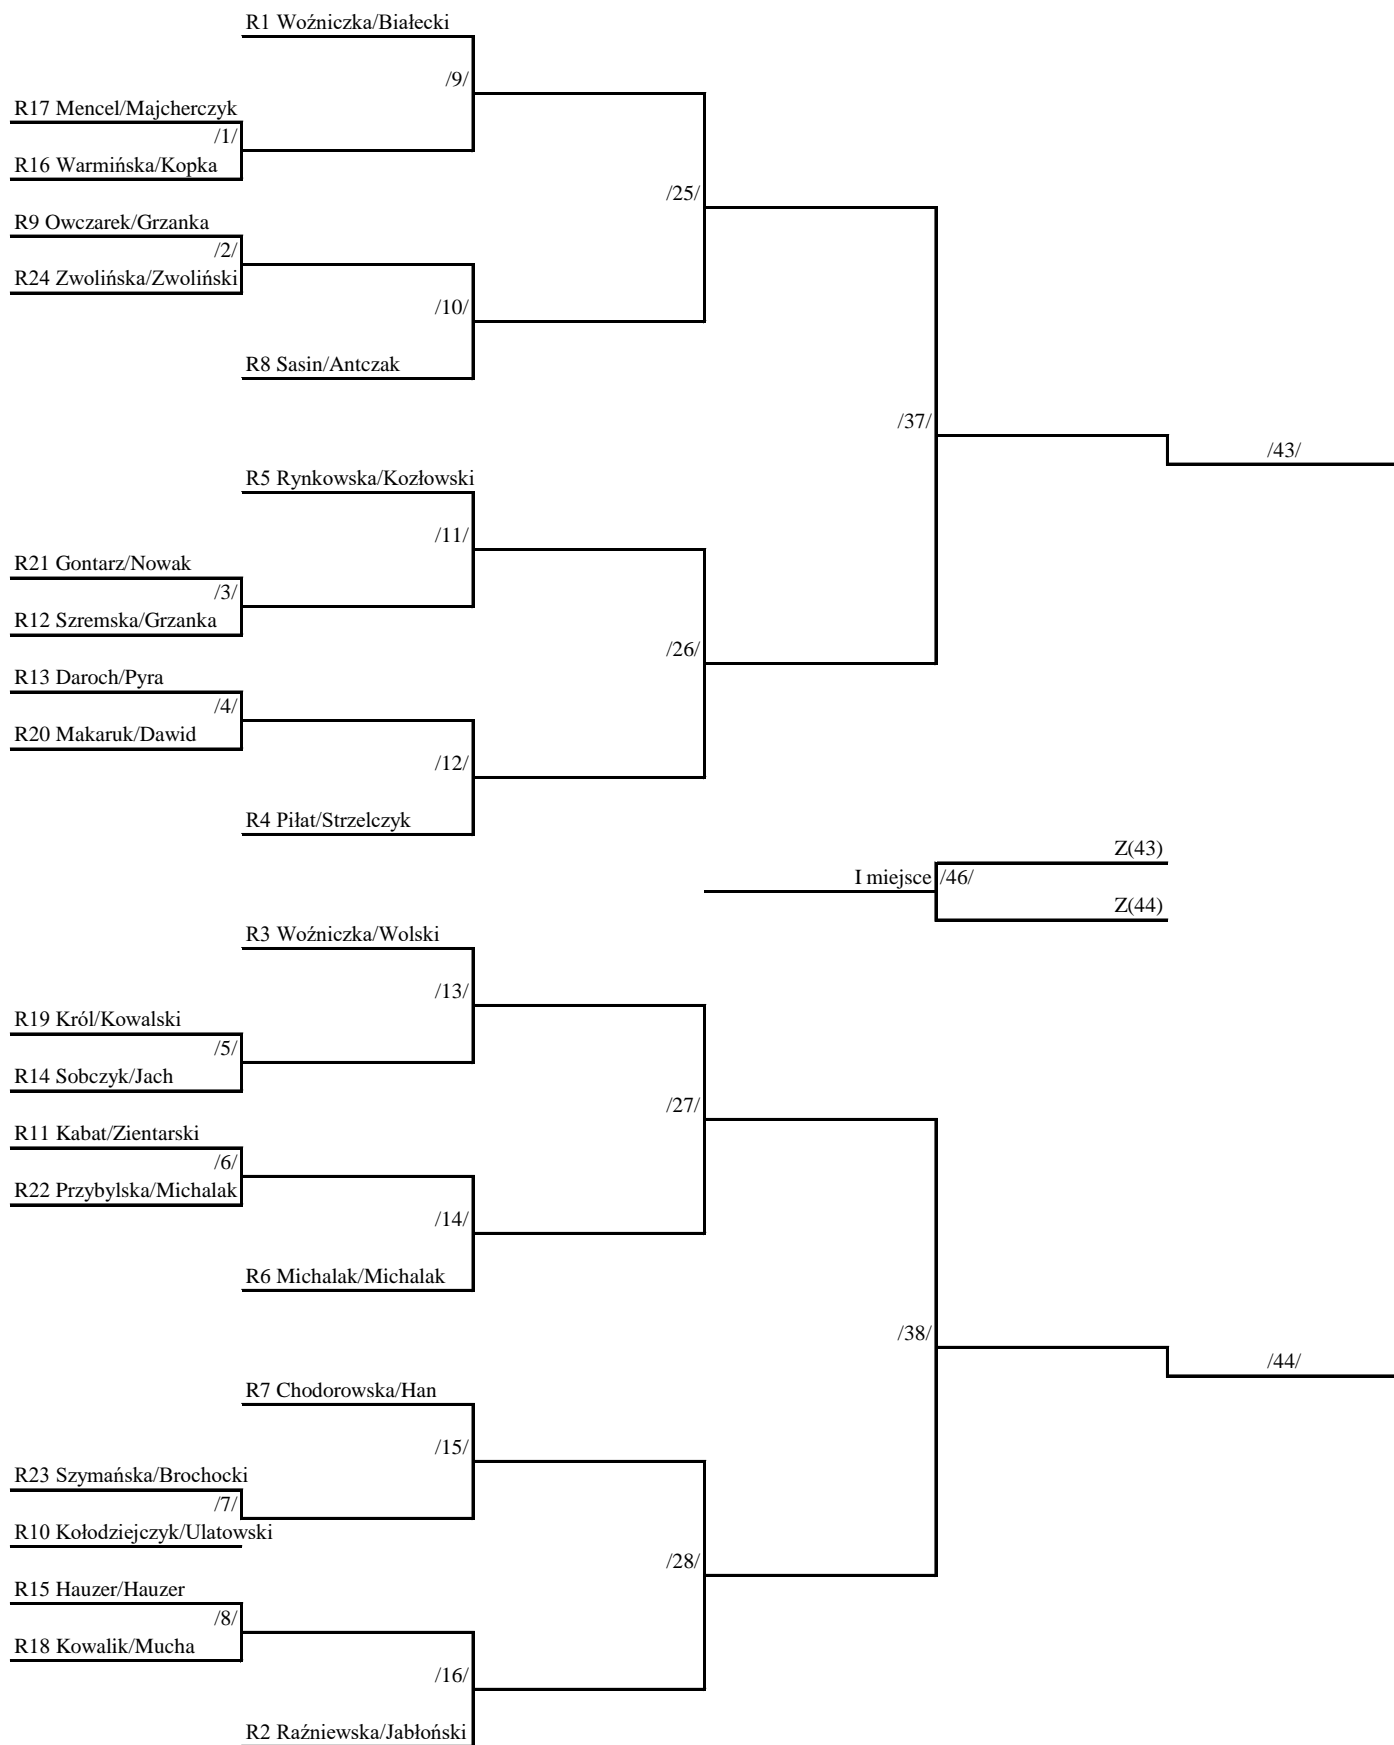 R1 Woźniczka/Białecki
/9/
R17 Mencel/Majcherczyk
/1/
R16 Warmińska/Kopka
/25/
R9 Owczarek/Grzanka
/2/
R24 Zwolińska/Zwoliński
/10/
R8 Sasin/Antczak
/37/
/43/
R5 Rynkowska/Kozłowski
/11/
R21 Gontarz/Nowak
/3/
R12 Szremska/Grzanka
/26/
R13 Daroch/Pyra
/4/
R20 Makaruk/Dawid
/12/
R4 Piłat/Strzelczyk
Z(43)
I miejsce /46/
Z(44)
R3 Woźniczka/Wolski
/13/
R19 Król/Kowalski
/5/
R14 Sobczyk/Jach
/27/
R11 Kabat/Zientarski
/6/
R22 Przybylska/Michalak
/14/
R6 Michalak/Michalak
/38/
/44/
R7 Chodorowska/Han
/15/
R23 Szymańska/Brochocki
/7/
R10 Kołodziejczyk/Ulatowski
/28/
R15 Hauzer/Hauzer
/8/
R18 Kowalik/Mucha
/16/
R2 Raźniewska/Jabłoński